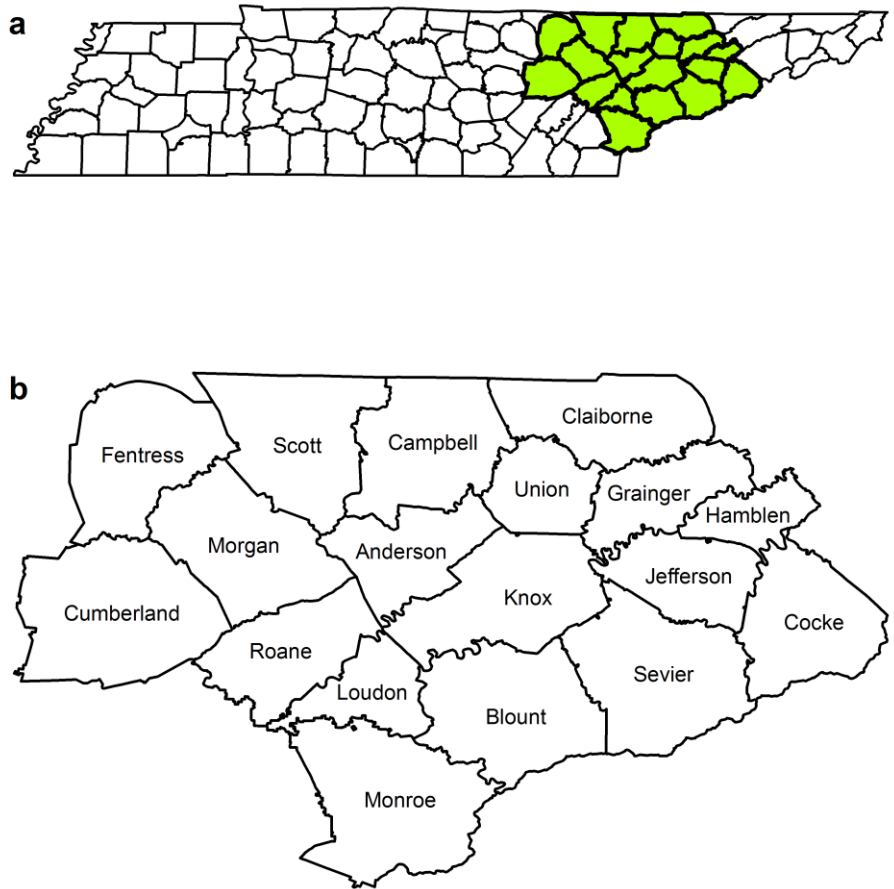 a
b
Claiborne
Fentress
Scott
Campbell
Union
Grainger
Hamblen
Morgan
Anderson
Jefferson
Cumberland
Knox
Cocke
Roane
Sevier
Loudon
Blount
Monroe